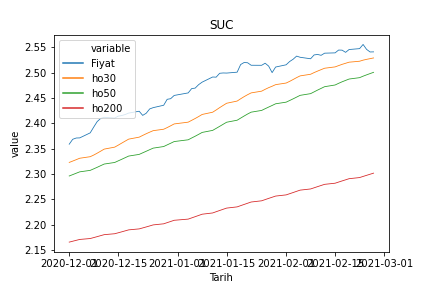 SUC
value
2.55
2.50
2.45
2.40
2.35
2.30
2.25
2.20
2.15
variable
Fiyat
ho30
ho50
ho200
2020-12-01
2020-12-15
2021-01-01
2021-01-15
2021-02-01
2021-02-15
2021-03-01
Tarih